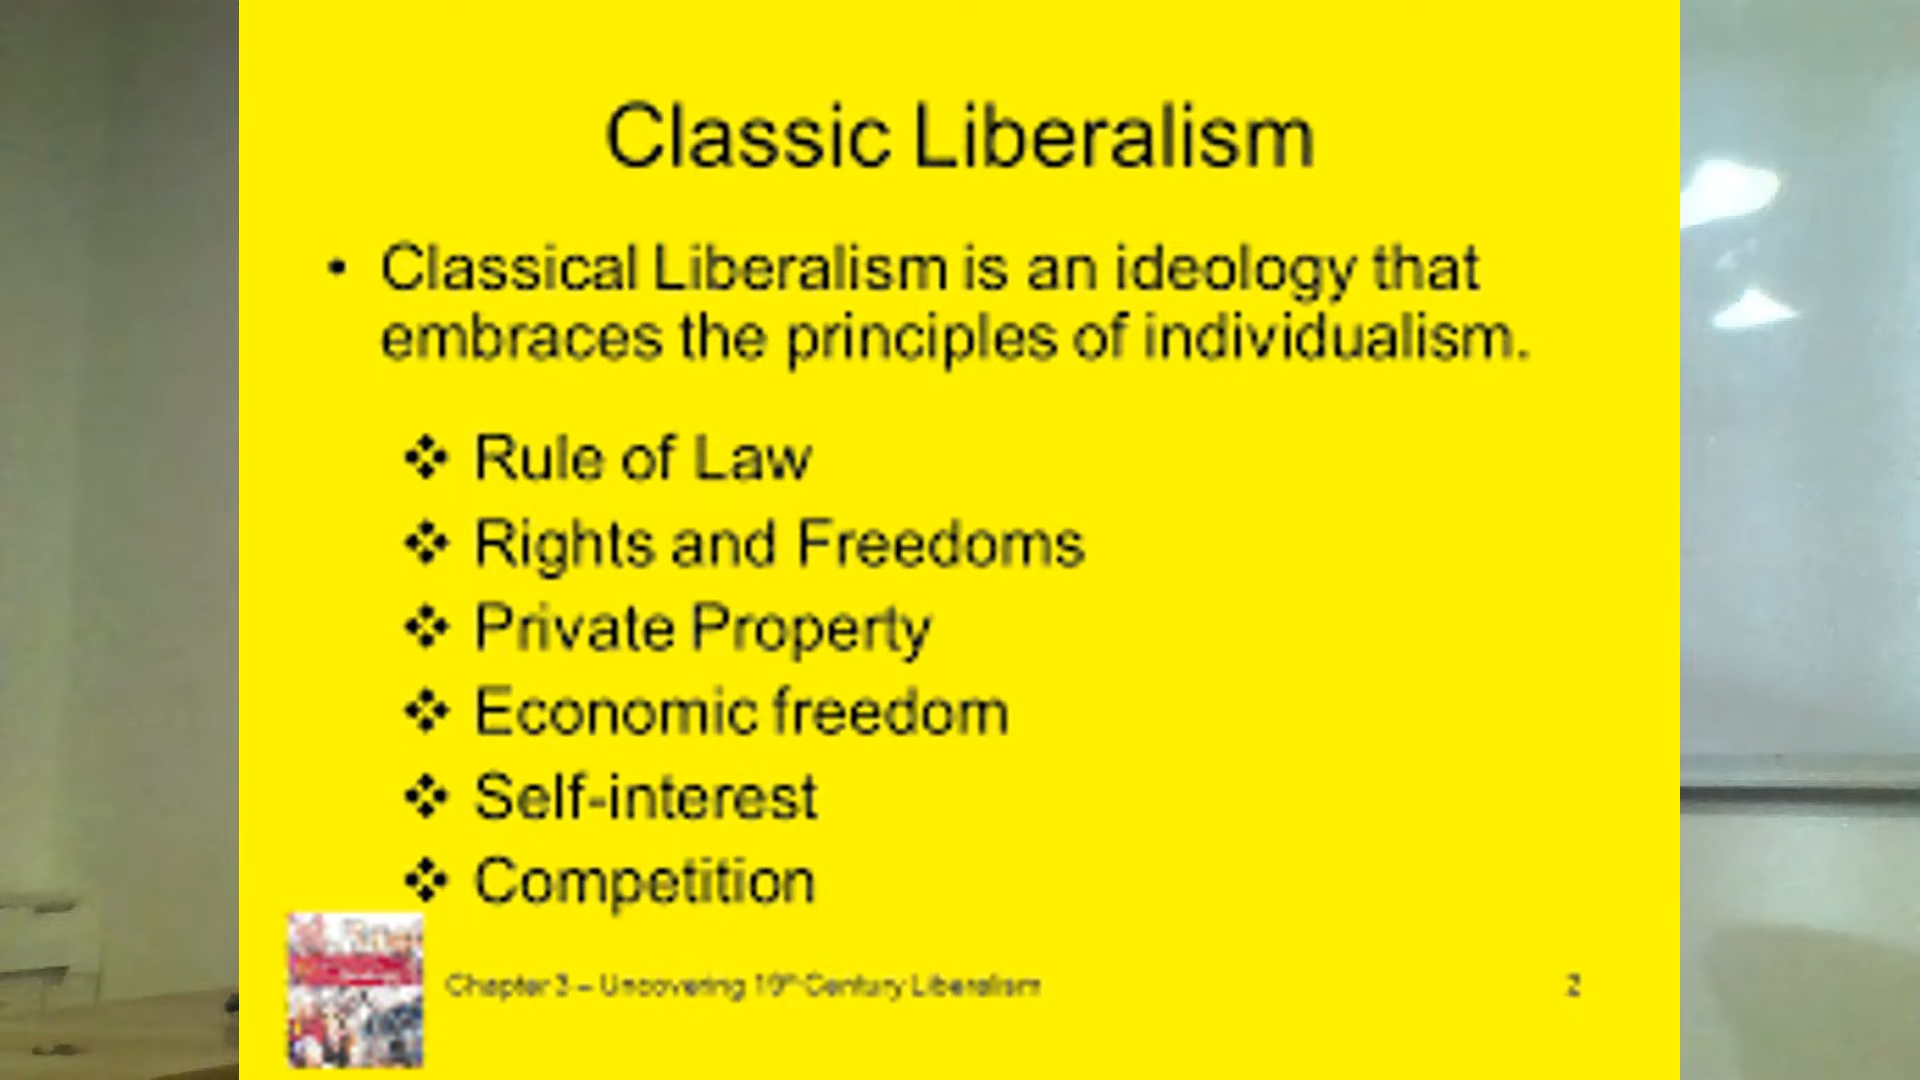 Classic Liberalism
• Classical Liberalism is an ideology that
embraces the principles of individualism.
❖ Rule of Law
❖ Rights and Freedoms
❖ Private Property
❖ Economic freedom
❖ Self-interest
❖ Competition
Chapter 3 – Uncovering 19th Century Liberalism
2